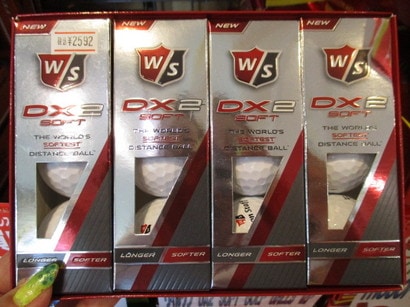 NEW
税込¥2592
W/S
DX2
SOFT
THE WORLD'S
SOFTEST
DISTANCE BALL
LONGER SOFTER
NEW
W/S
DX2
SOFT
THE WORLD'S
SOFTEST
DISTANCE BALL
LONGER SOFTER
NEW
W/S
DX2
SOFT
THE WORLD'S
SOFTEST
DISTANCE BALL
LONGER SOFTER
NEW
W/S
DX2
SOFT
THE WORLD'S
SOFTEST
DISTANCE BALL
LONGER SOFTER